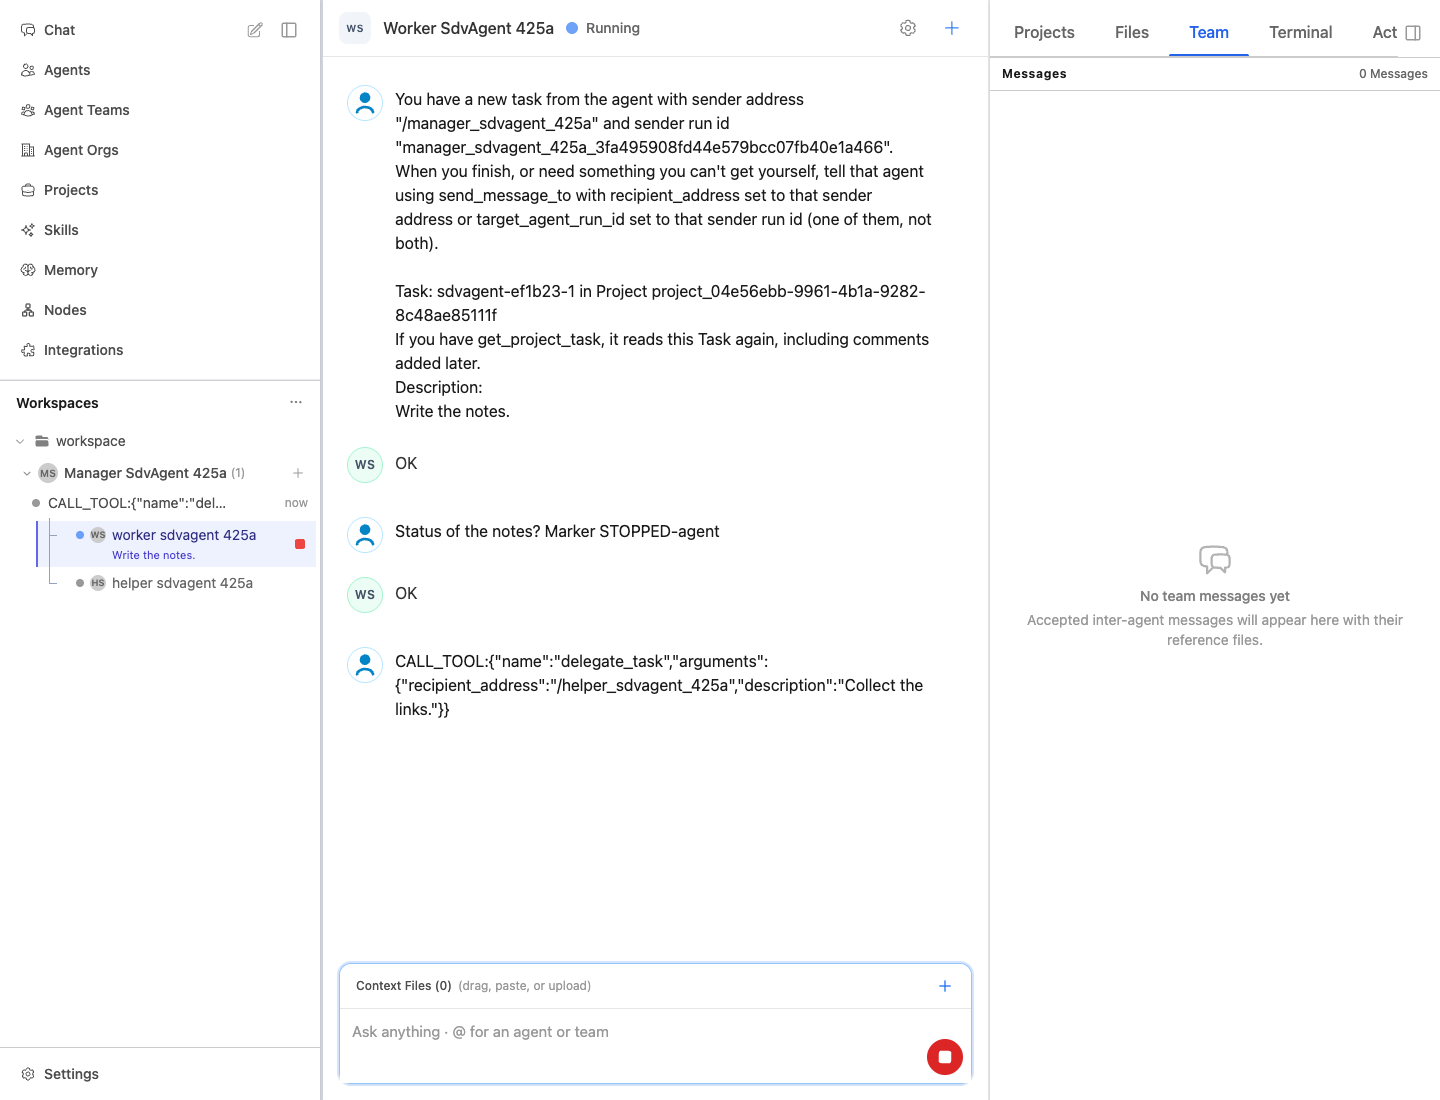 Chat
Agents
Agent Teams
Agent Orgs
Projects
Skills
Memory
Nodes
Integrations
Workspaces
workspace
MS Manager SdvAgent 425a (1)
CALL_TOOL:{"name":"del... now
WS worker sdvagent 425a
Write the notes.
HS helper sdvagent 425a
Settings
WS Worker SdvAgent 425a Running
You have a new task from the agent with sender address
"/manager_sdvagent_425a" and sender run id
"manager_sdvagent_425a_3fa495908fd44e579bcc07fb40e1a466".
When you finish, or need something you can't get yourself, tell that agent
using send_message_to with recipient_address set to that sender
address or target_agent_run_id set to that sender run id (one of them, not
both).
Task: sdvagent-ef1b23-1 in Project project_04e56ebb-9961-4b1a-9282-
8c48ae85111f
If you have get_project_task, it reads this Task again, including comments
added later.
Description:
Write the notes.
WS OK
Status of the notes? Marker STOPPED-agent
WS OK
CALL_TOOL:{"name":"delegate_task","arguments":
{"recipient_address":"/helper_sdvagent_425a","description":"Collect the
links."}}
Context Files (0) (drag, paste, or upload)
Ask anything · @ for an agent or team
Projects Files Team Terminal Act
Messages 0 Messages
No team messages yet
Accepted inter-agent messages will appear here with their
reference files.